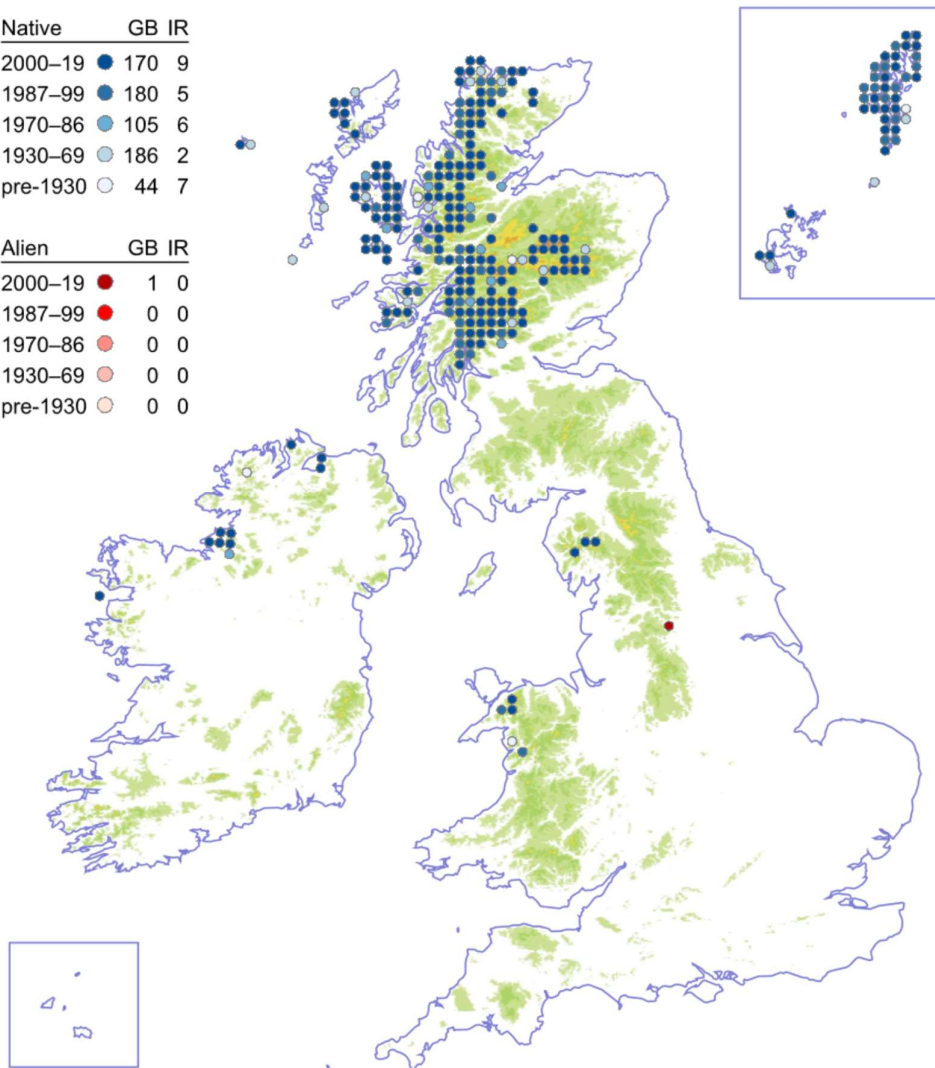 Native GB IR
2000–19 170 9
1987–99 180 5
1970–86 105 6
1930–69 186 2
pre-1930 44 7
Alien GB IR
2000–19 1 0
1987–99 0 0
1970–86 0 0
1930–69 0 0
pre-1930 0 0